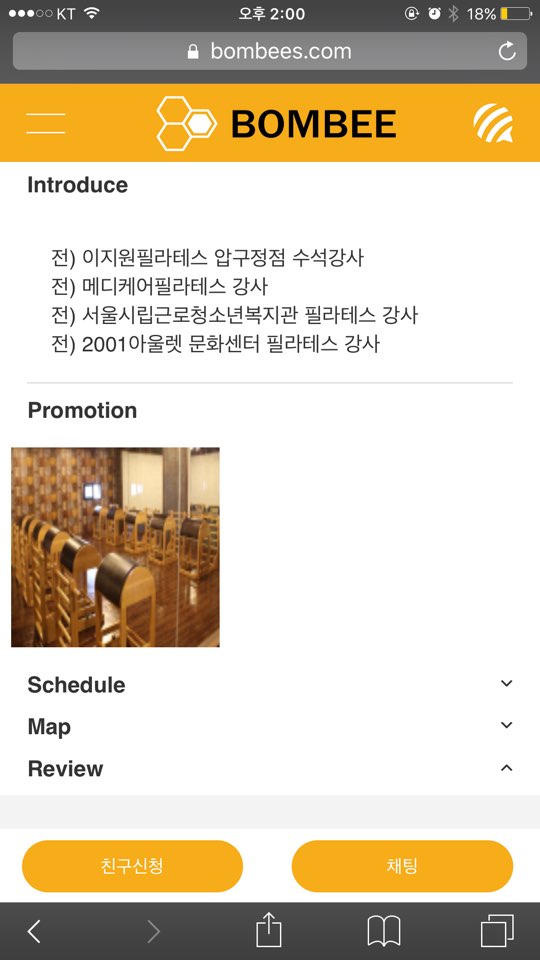 KT 오후 2:00 18%
bombees.com
BOMBEE
Introduce
전) 이지원필라테스 압구정점 수석강사
전) 메디케어필라테스 강사
전) 서울시립근로청소년복지관 필라테스 강사
전) 2001아울렛 문화센터 필라테스 강사
Promotion
Schedule
Map
Review
친구신청 채팅